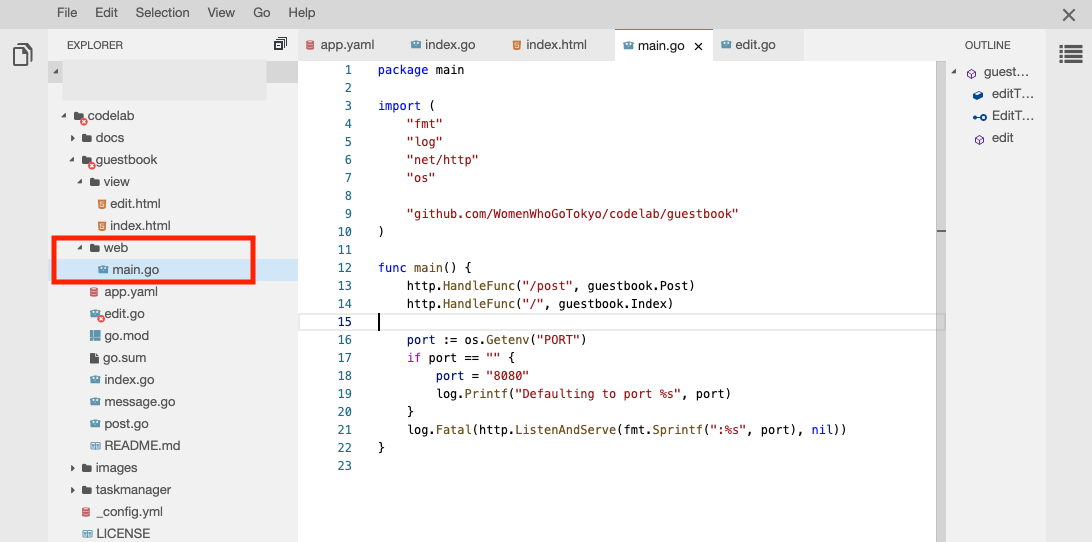 File Edit Selection View Go Help
EXPLORER
codelab
docs
guestbook
view
edit.html
index.html
web
main.go
app.yaml
edit.go
go.mod
go.sum
index.go
message.go
post.go
README.md
images
taskmanager
_config.yml
LICENSE
app.yaml index.go index.html main.go edit.go
1 package main
2
3 import (
4 "fmt"
5 "log"
6 "net/http"
7 "os"
8
9 "github.com/WomenWhoGoTokyo/codelab/guestbook"
10 )
11
12 func main() {
13 http.HandleFunc("/post", guestbook.Post)
14 http.HandleFunc("/", guestbook.Index)
15
16 port := os.Getenv("PORT")
17 if port == "" {
18 port = "8080"
19 log.Printf("Defaulting to port %s", port)
20 }
21 log.Fatal(http.ListenAndServe(fmt.Sprintf(":%s", port), nil))
22 }
23
OUTLINE
guest...
editT...
EditT...
edit